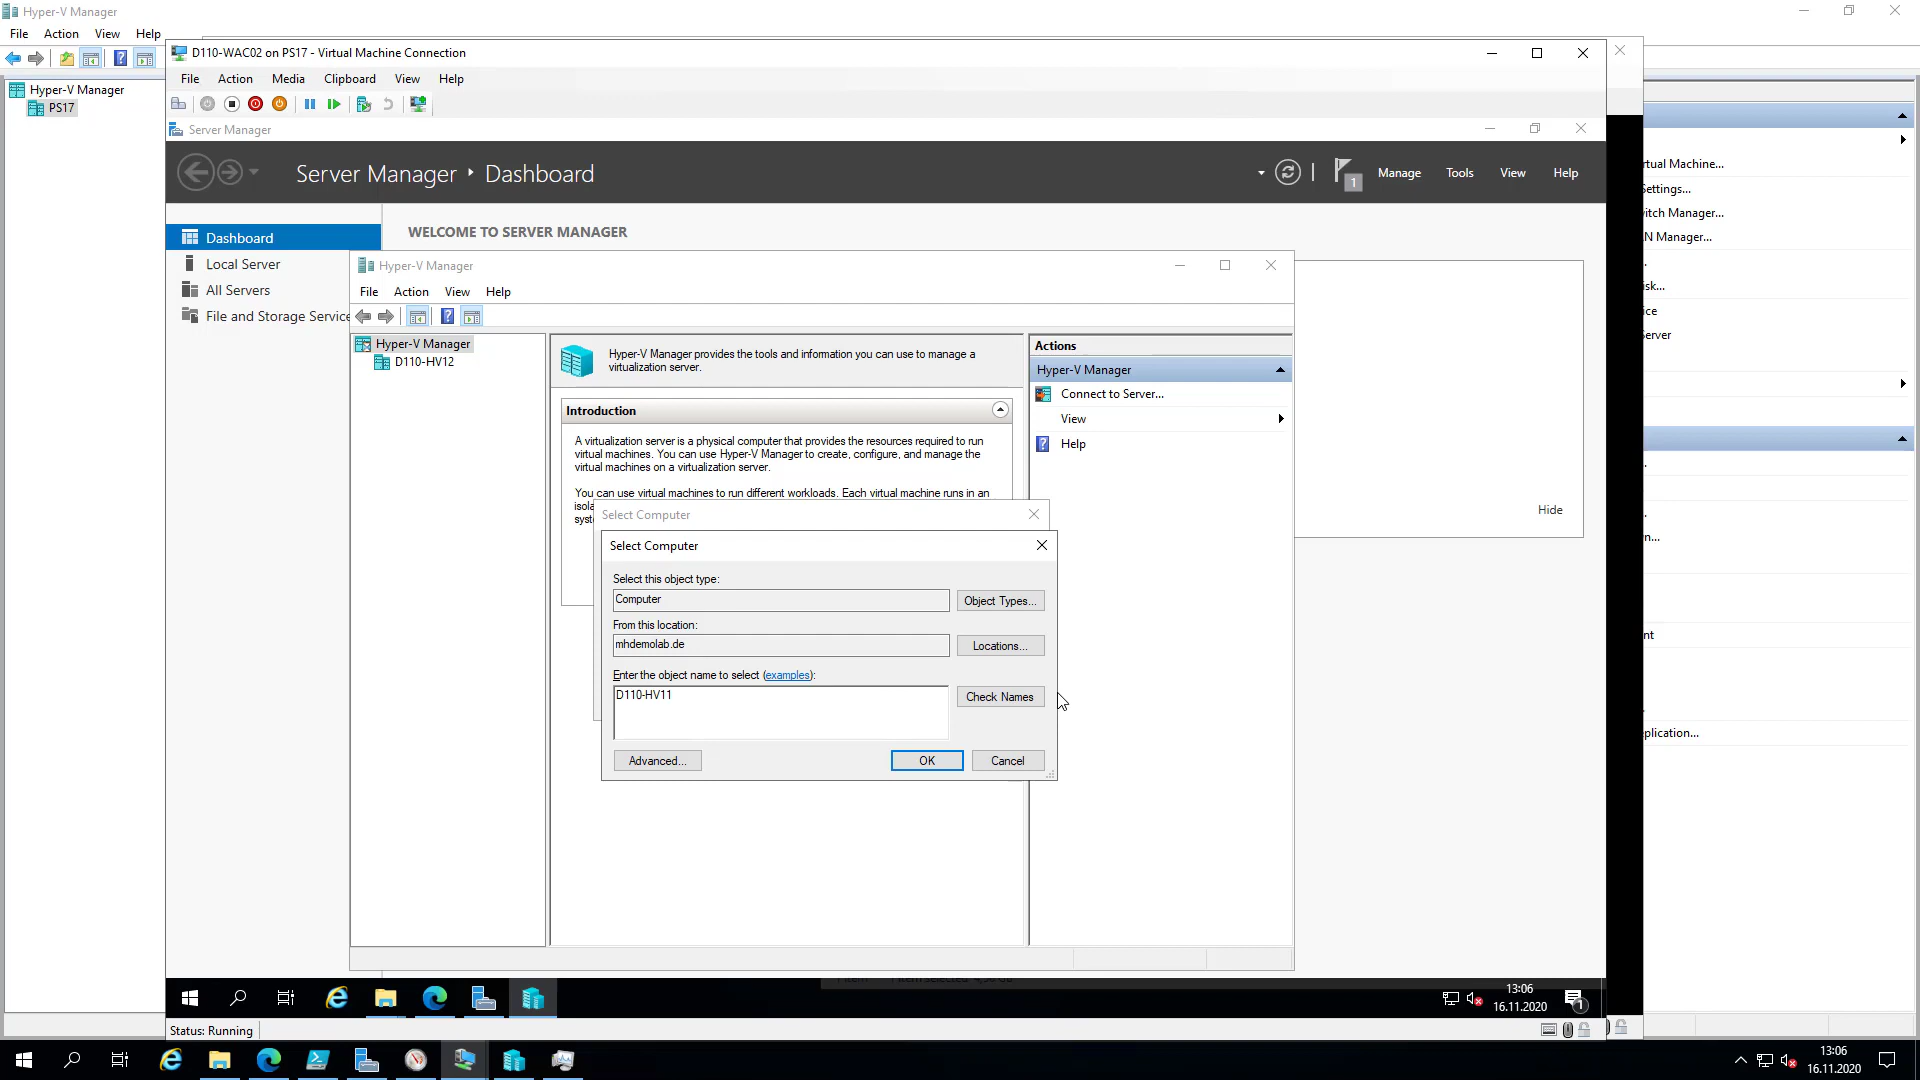 Hyper-V Manager
File Action View Help
Hyper-V Manager
PS17
D110-WAC02 on PS17 - Virtual Machine Connection
File Action Media Clipboard View Help
Server Manager
Server Manager ‣ Dashboard
1
Manage Tools View Help
Dashboard
Local Server
All Servers
File and Storage Service
WELCOME TO SERVER MANAGER
Hide
Hyper-V Manager
File Action View Help
Hyper-V Manager
D110-HV12
Hyper-V Manager provides the tools and information you can use to manage a
virtualization server.
Introduction
A virtualization server is a physical computer that provides the resources required to run
virtual machines. You can use Hyper-V Manager to create, configure, and manage the
virtual machines on a virtualization server.
You can use virtual machines to run different workloads. Each virtual machine runs in an
isola
syst
Actions
Hyper-V Manager
Connect to Server...
View
Help
Select Computer
Select Computer
Select this object type:
Computer
Object Types...
From this location:
mhdemolab.de
Locations...
Enter the object name to select (examples):
D110-HV11
Check Names
Advanced...
OK
Cancel
rtual Machine...
Settings...
itch Manager...
N Manager...
isk...
ice
Server
n...
nt
plication...
13:06
16.11.2020
1
Status: Running
13:06
16.11.2020